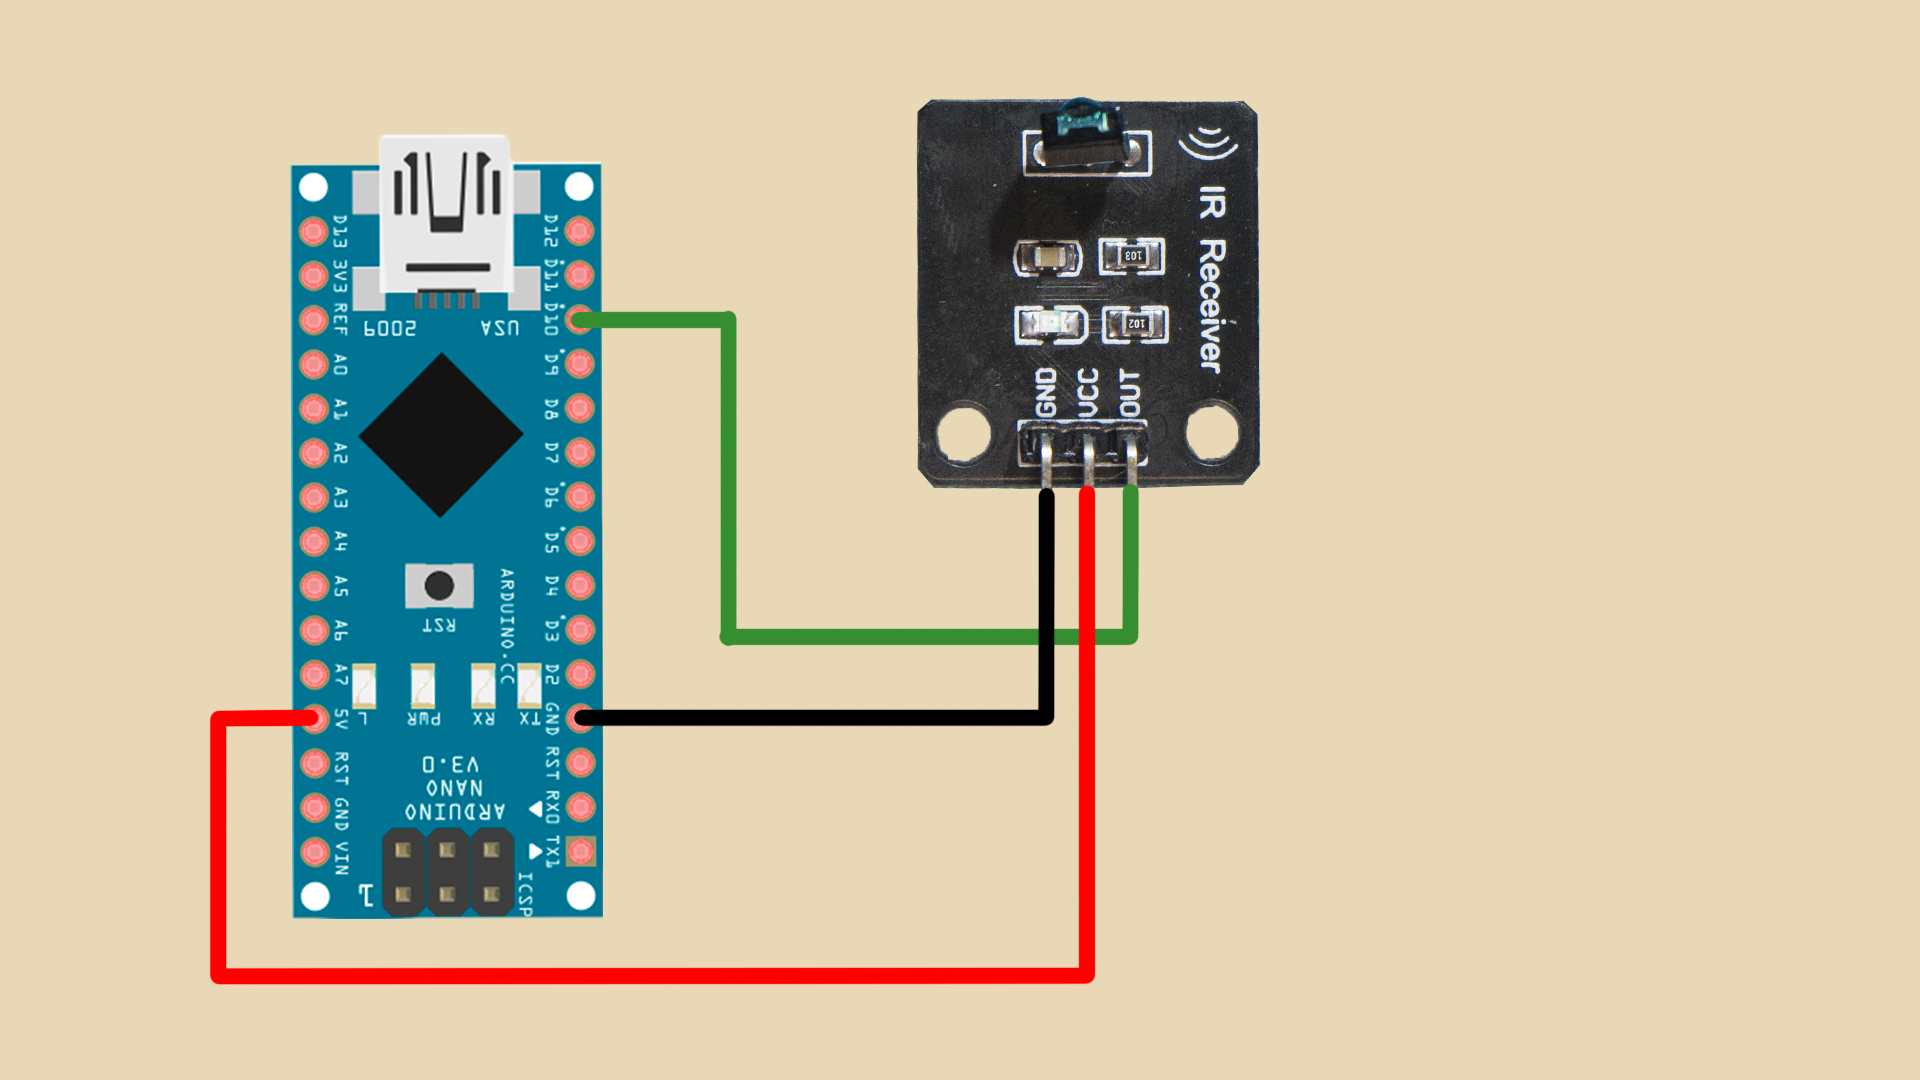 D13
3V3
REF
A0
A1
A2
A3
A4
A5
A6
A7
5V
RST
GND
VIN
D12
D11
D10
D9
D8
D7
D6
D5
D4
D3
D2
GND
RST
RX0
TX1
USA
2009
RST
ARDUINO.CC
L
PWR
RX
TX
ARDUINO
NANO
V3.0
1
ICSP
IR Receiver
103
102
GND
VCC
OUT